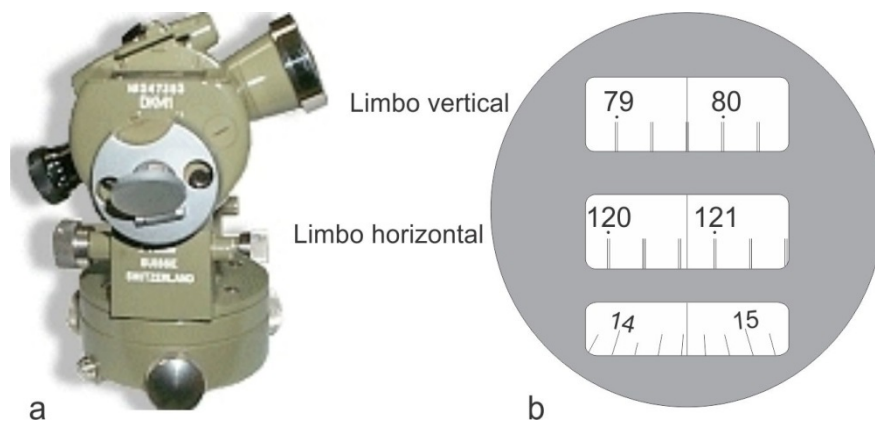 DKM1
SUISSE
SWITZERLAND
a
Limbo vertical
Limbo horizontal
79 80
120 121
14 15
b